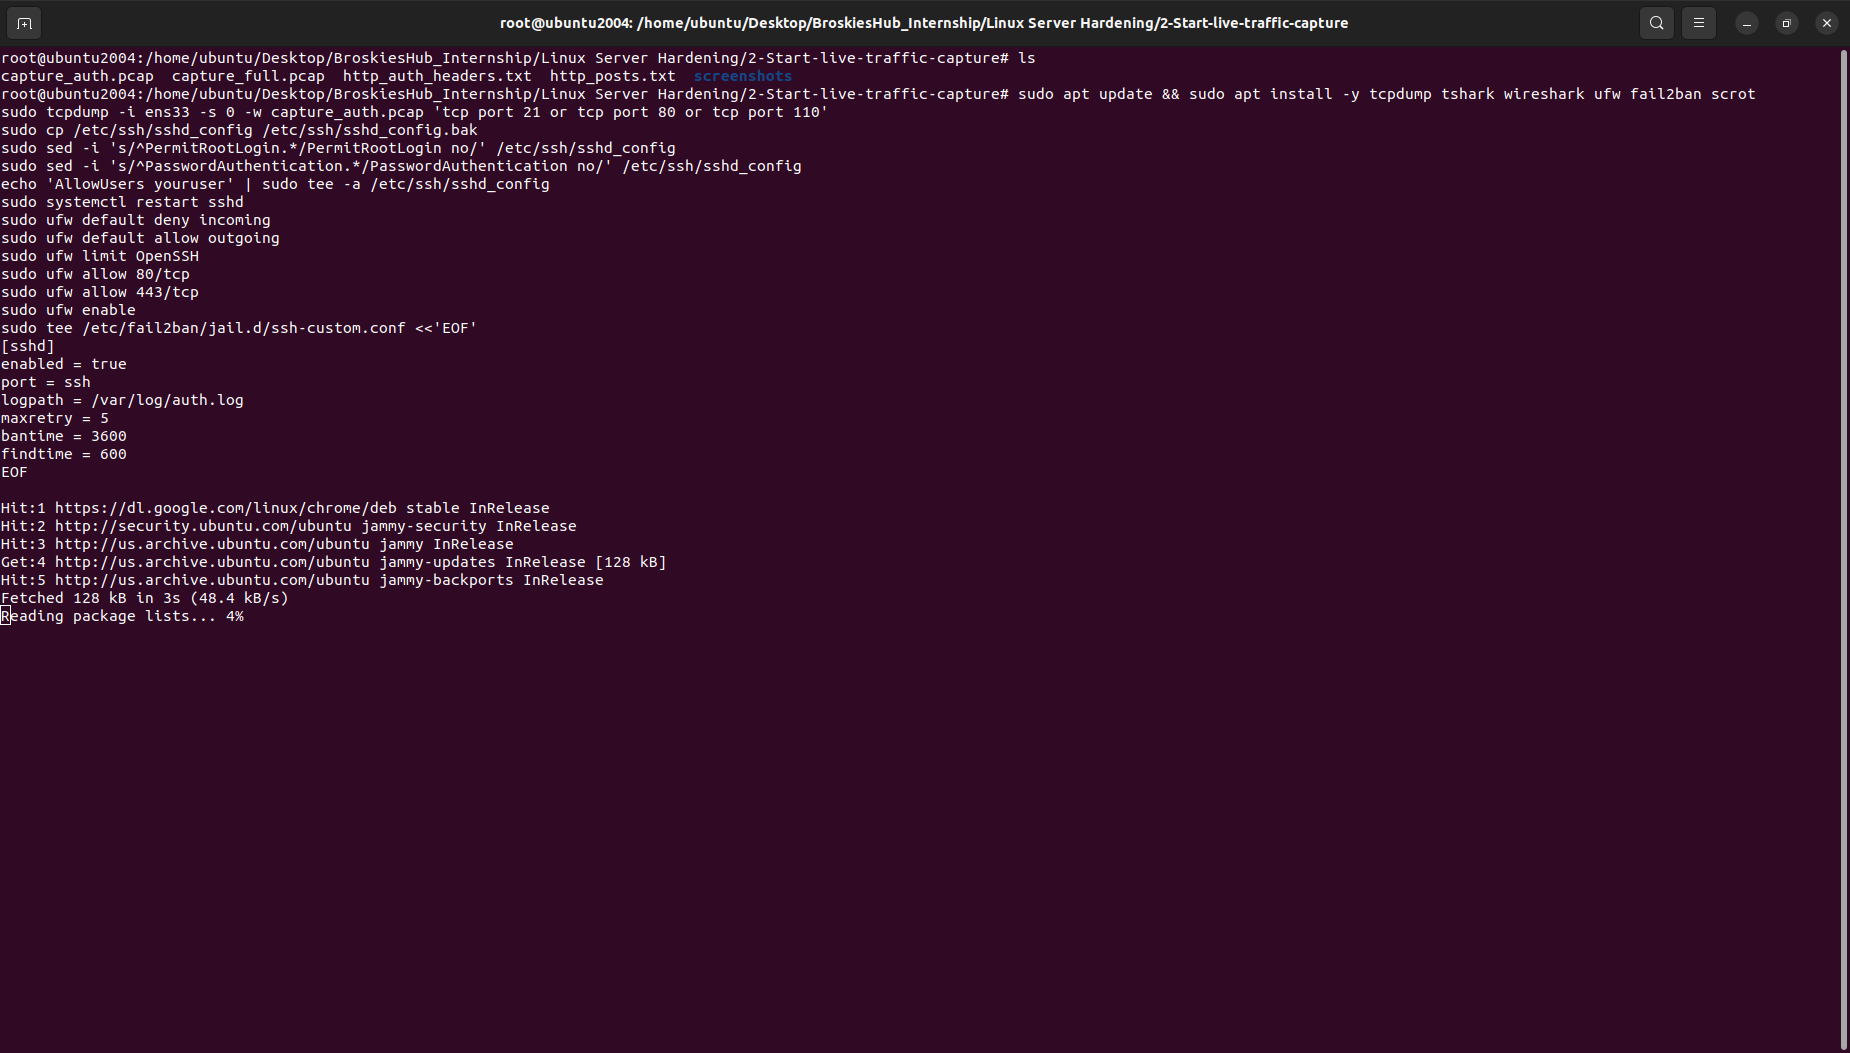 root@ubuntu2004: /home/ubuntu/Desktop/BroskiesHub_Internship/Linux Server Hardening/2-Start-live-traffic-capture
root@ubuntu2004:/home/ubuntu/Desktop/BroskiesHub_Internship/Linux Server Hardening/2-Start-live-traffic-capture# ls
capture_auth.pcap  capture_full.pcap  http_auth_headers.txt  http_posts.txt  screenshots
root@ubuntu2004:/home/ubuntu/Desktop/BroskiesHub_Internship/Linux Server Hardening/2-Start-live-traffic-capture# sudo apt update && sudo apt install -y tcpdump tshark wireshark ufw fail2ban scrot
sudo tcpdump -i ens33 -s 0 -w capture_auth.pcap 'tcp port 21 or tcp port 80 or tcp port 110'
sudo cp /etc/ssh/sshd_config /etc/ssh/sshd_config.bak
sudo sed -i 's/^PermitRootLogin.*/PermitRootLogin no/' /etc/ssh/sshd_config
sudo sed -i 's/^PasswordAuthentication.*/PasswordAuthentication no/' /etc/ssh/sshd_config
echo 'AllowUsers youruser' | sudo tee -a /etc/ssh/sshd_config
sudo systemctl restart sshd
sudo ufw default deny incoming
sudo ufw default allow outgoing
sudo ufw limit OpenSSH
sudo ufw allow 80/tcp
sudo ufw allow 443/tcp
sudo ufw enable
sudo tee /etc/fail2ban/jail.d/ssh-custom.conf <<'EOF'
[sshd]
enabled = true
port = ssh
logpath = /var/log/auth.log
maxretry = 5
bantime = 3600
findtime = 600
EOF
Hit:1 https://dl.google.com/linux/chrome/deb stable InRelease
Hit:2 http://security.ubuntu.com/ubuntu jammy-security InRelease
Hit:3 http://us.archive.ubuntu.com/ubuntu jammy InRelease
Get:4 http://us.archive.ubuntu.com/ubuntu jammy-updates InRelease [128 kB]
Hit:5 http://us.archive.ubuntu.com/ubuntu jammy-backports InRelease
Fetched 128 kB in 3s (48.4 kB/s)
Reading package lists... 4%